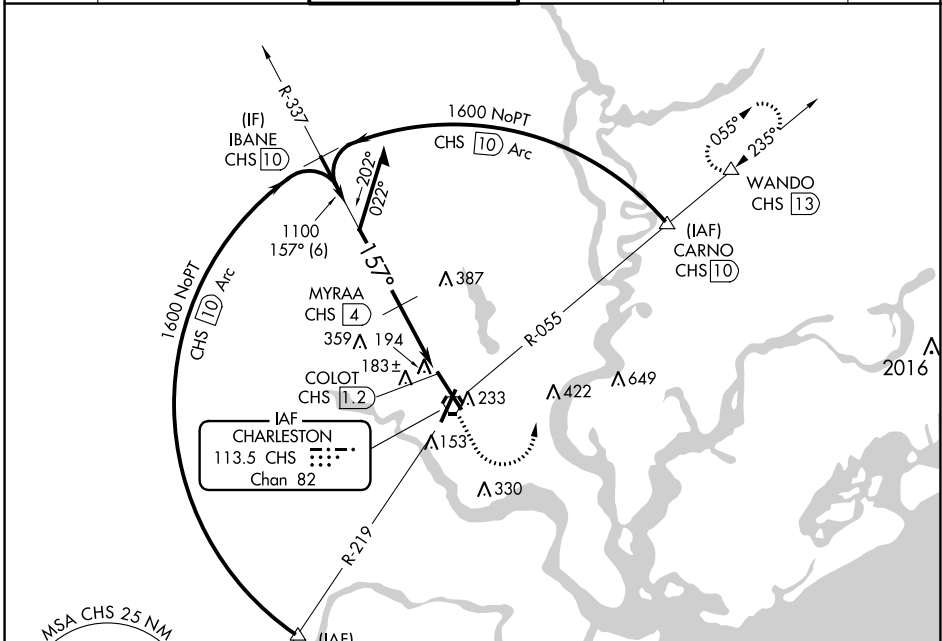 R-337
(IF)
IBANE
CHS 10
1600 NoPT
CHS 10 Arc
055°
235°
WANDO
CHS 13
202°
022°
1100
157° (6)
157°
(IAF)
CARNO
CHS 10
1600 NoPT
CHS 10 Arc
MYRAA
CHS 4
387
R-055
359 194
183±
COLOT
CHS 1.2
2016
649
422
233
IAF
CHARLESTON
113.5 CHS
Chan 82
153
330
R-219
MSA CHS 25 NM
(IAF)